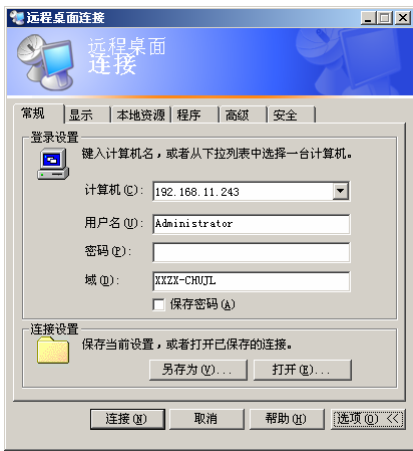 远程桌面连接
远程桌面
连接
常规 显示 本地资源 程序 高级 安全
登录设置
键入计算机名，或者从下拉列表中选择一台计算机。
计算机(C): 192.168.11.243
用户名(U): Administrator
密码(P):
域(D): XXZX-CHUJL
保存密码(A)
连接设置
保存当前设置，或者打开已保存的连接。
另存为(V)... 打开(E)...
连接(N) 取消 帮助(H) 选项(O) <<